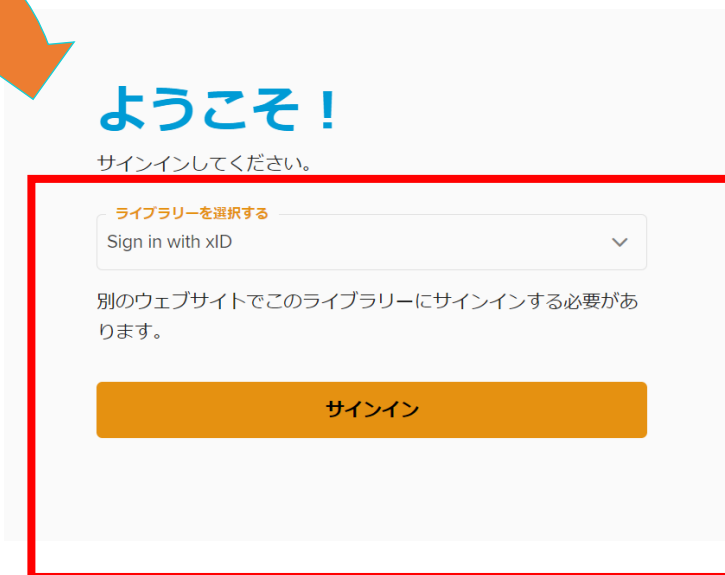 ようこそ！
サインインしてください。
ライブラリーを選択する
Sign in with xID
別のウェブサイトでこのライブラリーにサインインする必要があ
ります。
サインイン